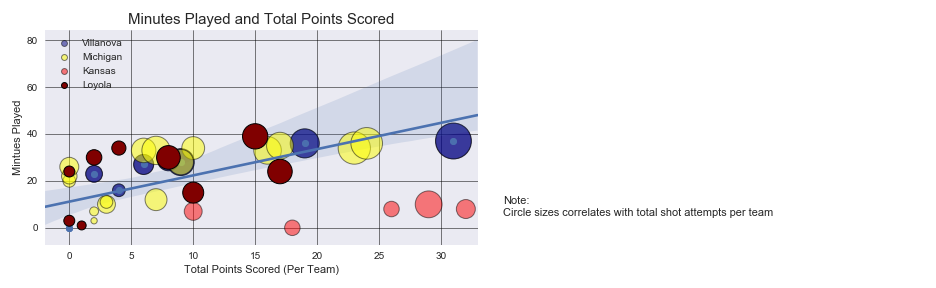 Minutes Played and Total Points Scored
80
60
40
20
0
Mintues Played
Villanova
Michigan
Kansas
Loyola
0 5 10 15 20 25 30
Total Points Scored (Per Team)
Note:
Circle sizes correlates with total shot attempts per team